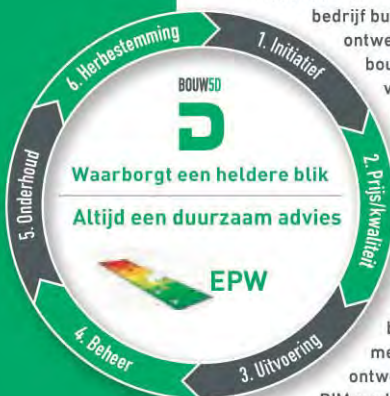 bedrijf bu
ontwe
bou
1. Initiatief
2. Prijs/kwaliteit
3. Uitvoering
4. Beheer
5. Onderhoud
6. Herbestemming
BOUW5D
D
Waarborgt een heldere blik
Altijd een duurzaam advies
EPW
me
ontwe